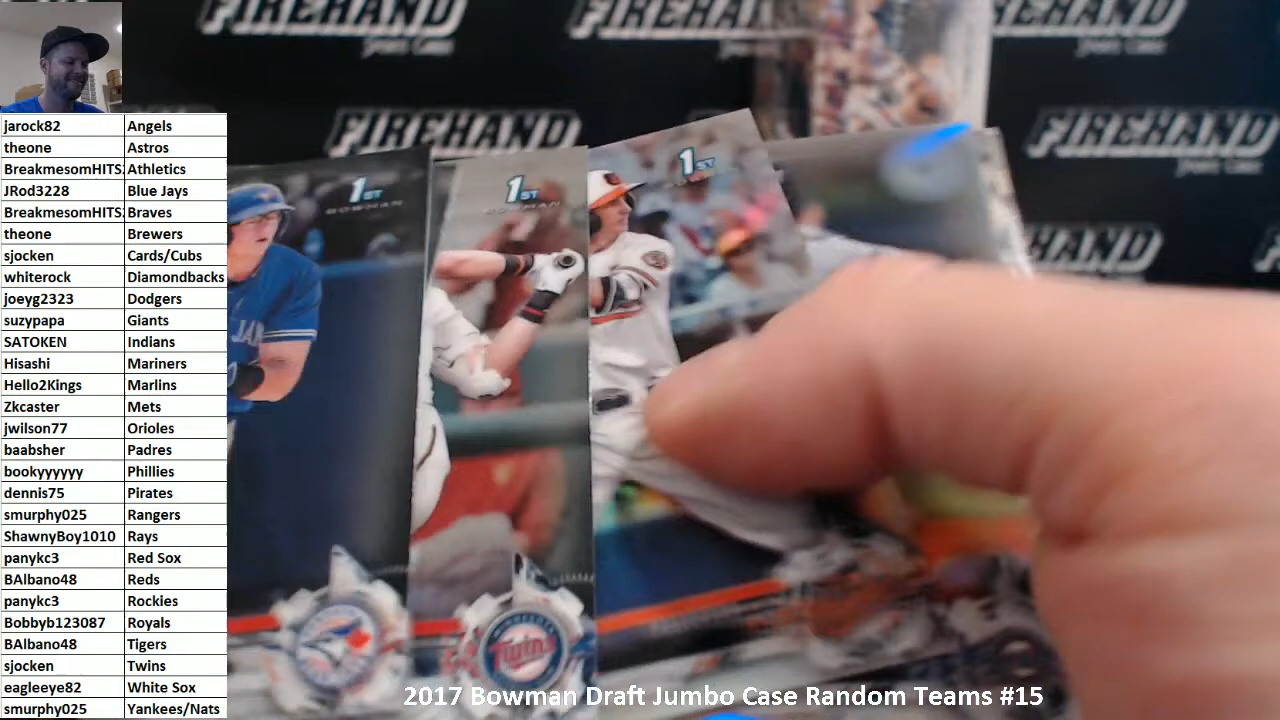 FIREHAND
FIREHAND
FIREHAND
FIREHAND
FIREHAND
jarock82 Angels
theone Astros
BreakmesomHITS Athletics
JRod3228 Blue Jays
BreakmesomHITS Braves
theone Brewers
sjocken Cards/Cubs
whiterock Diamondbacks
joeyg2323 Dodgers
suzypapa Giants
SATOKEN Indians
Hisashi Mariners
Hello2Kings Marlins
Zkcaster Mets
jwilson77 Orioles
baabsher Padres
bookyyyyyy Phillies
dennis75 Pirates
smurphy025 Rangers
ShawnyBoy1010 Rays
panykc3 Red Sox
BAlbano48 Reds
panykc3 Rockies
Bobbyb123087 Royals
BAlbano48 Tigers
sjocken Twins
eagleeye82 White Sox
smurphy025 Yankees/Nats
1ST
BOWMAN
1ST
BOWMAN
1ST
MINNESOTA
Twins
2017 Bowman Draft Jumbo Case Random Teams #15